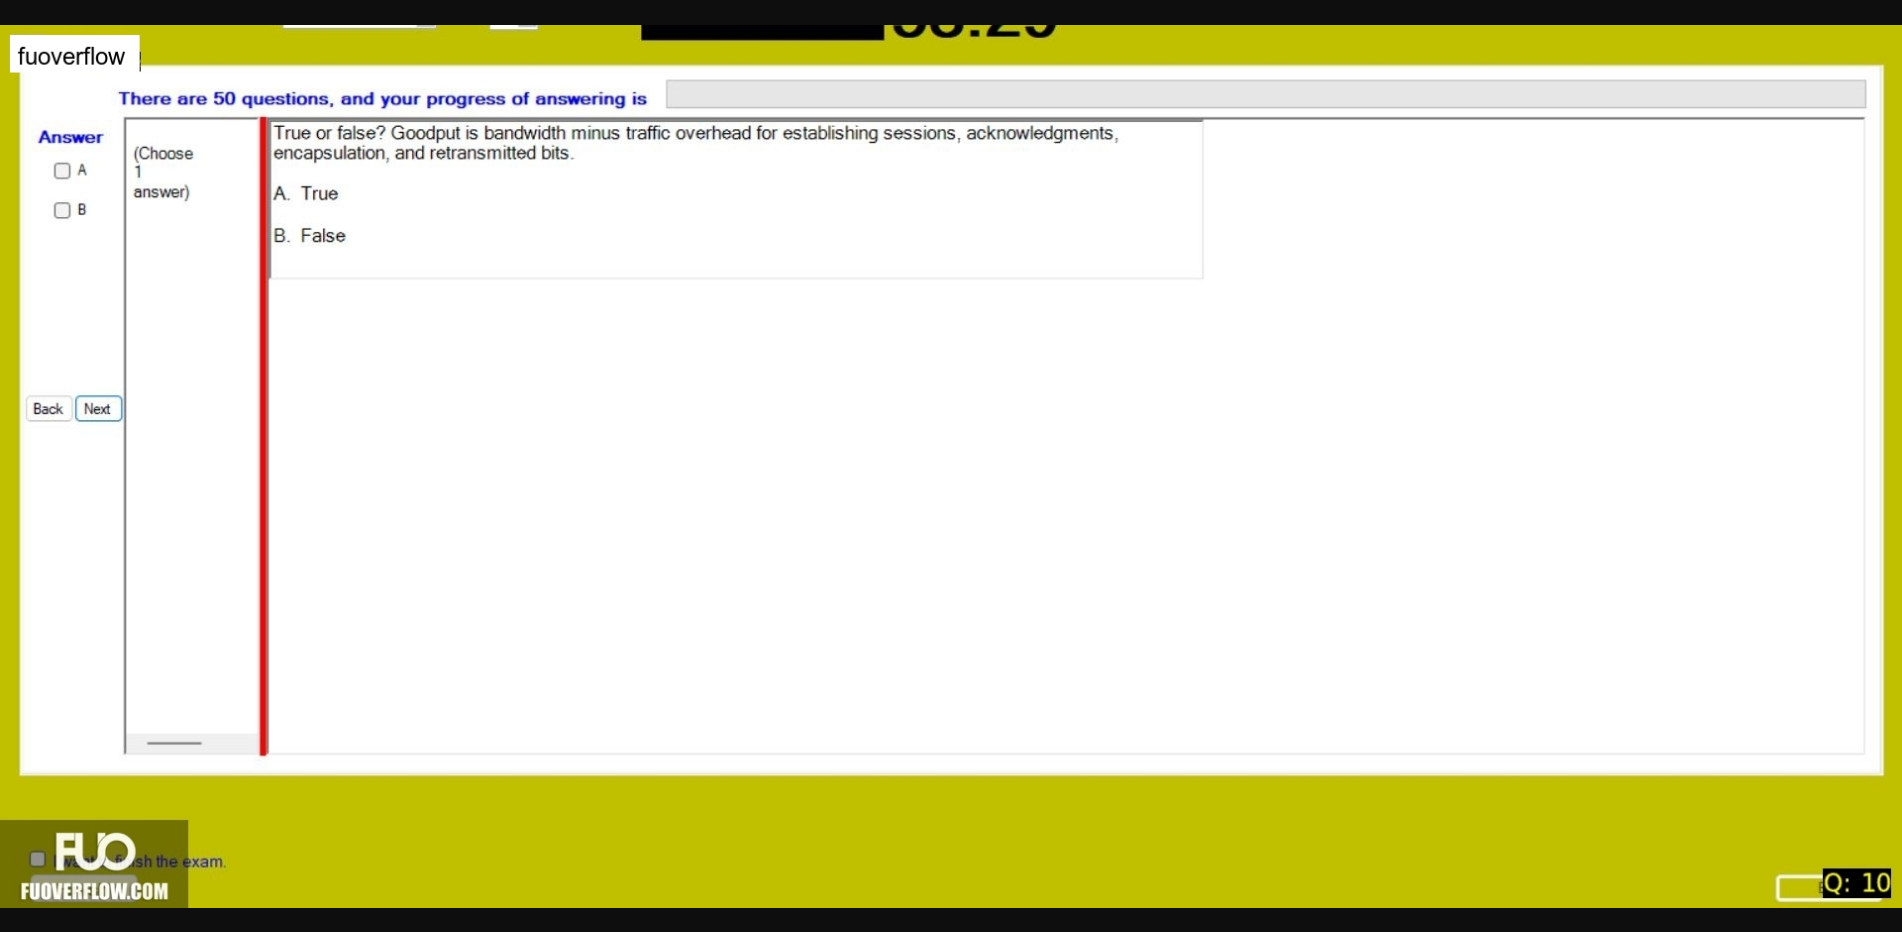 fuoverflow
There are 50 questions, and your progress of answering is
Answer
A
B
(Choose
1
answer)
True or false? Goodput is bandwidth minus traffic overhead for establishing sessions, acknowledgments,
encapsulation, and retransmitted bits.
A. True
B. False
Back Next
FUO
sh the exam.
FUOVERFLOW.COM
Q: 10